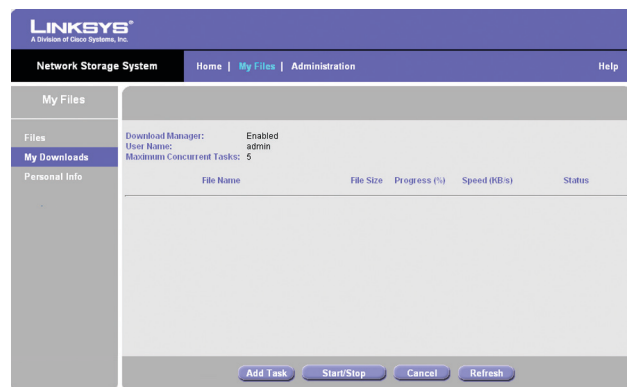 LINKSYS®
A Division of Cisco Systems, Inc.
Network Storage System
Home | My Files | Administration
Help
My Files
Files
My Downloads
Personal Info
Download Manager: Enabled
User Name: admin
Maximum Concurrent Tasks: 5
File Name File Size Progress (%) Speed (KB/s) Status
Add Task Start/Stop Cancel Refresh